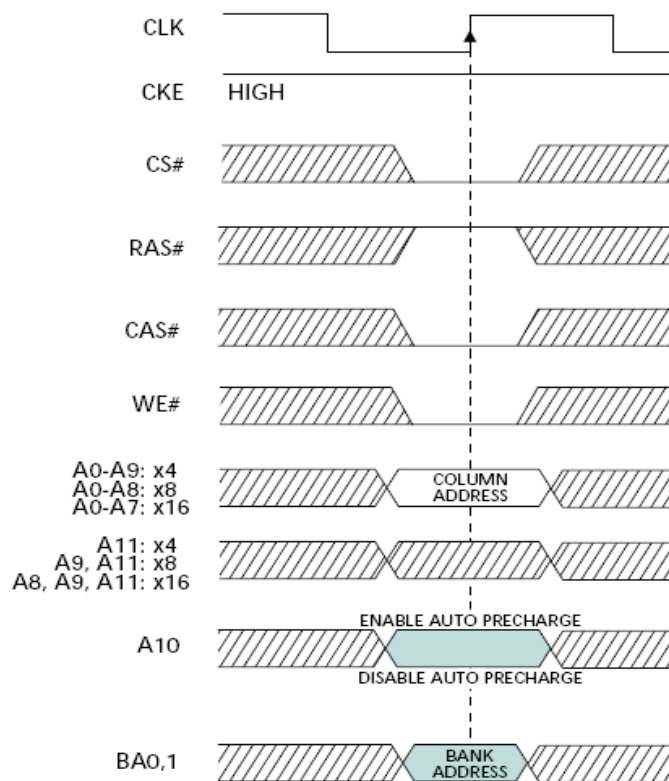 CLK
CKE HIGH
CS#
RAS#
CAS#
WE#
A0-A9: x4
A0-A8: x8
A0-A7: x16
COLUMN
ADDRESS
A11: x4
A9, A11: x8
A8, A9, A11: x16
ENABLE AUTO PRECHARGE
A10
DISABLE AUTO PRECHARGE
BA0,1
BANK
ADDRESS